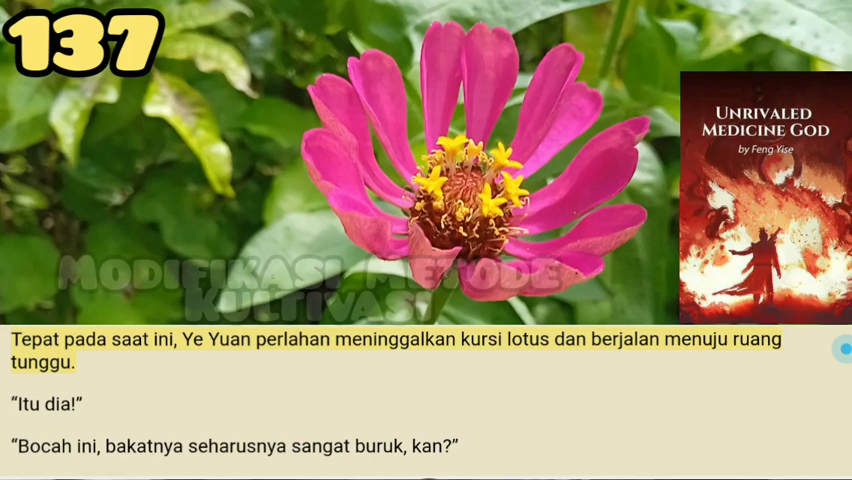 137
UNRIVALED
MEDICINE GOD
by Feng Yise
MODIFIKASI METODE
KULTIVASI
Tepat pada saat ini, Ye Yuan perlahan meninggalkan kursi lotus dan berjalan menuju ruang
tunggu.
“Itu dia!”
“Bocah ini, bakatnya seharusnya sangat buruk, kan?”